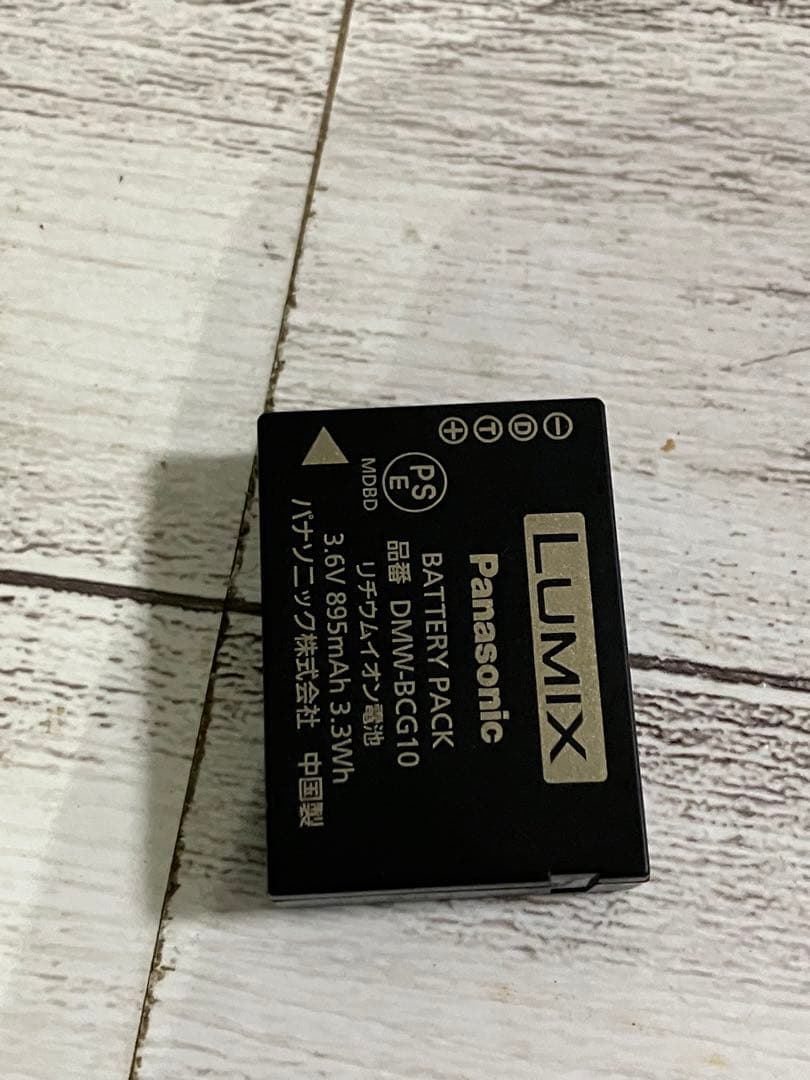 LUMIX
Panasonic
BATTERY PACK
品番 DMW-BCG10
リチウムイオン電池
3.6V 895mAh 3.3Wh
パナソニック株式会社 中国製
PS
E
MDBD
− D T +